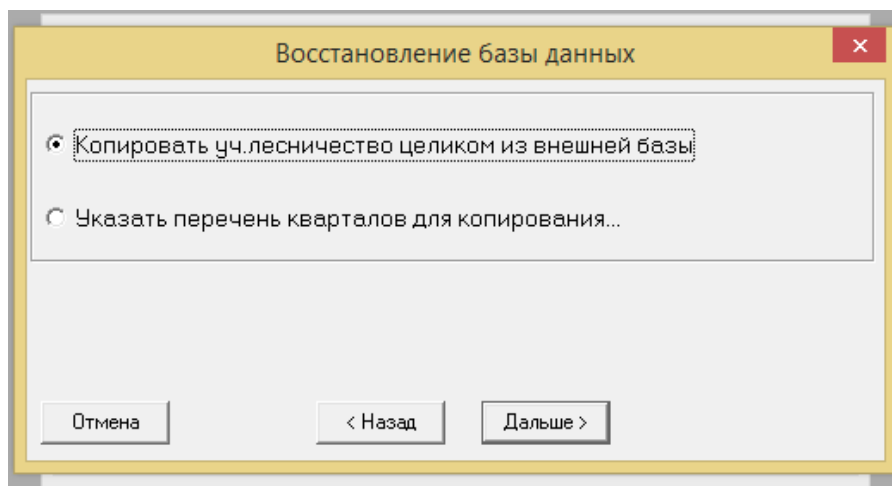 Восстановление базы данных
Копировать уч.лесничество целиком из внешней базы
Указать перечень кварталов для копирования...
Отмена
< Назад
Дальше >